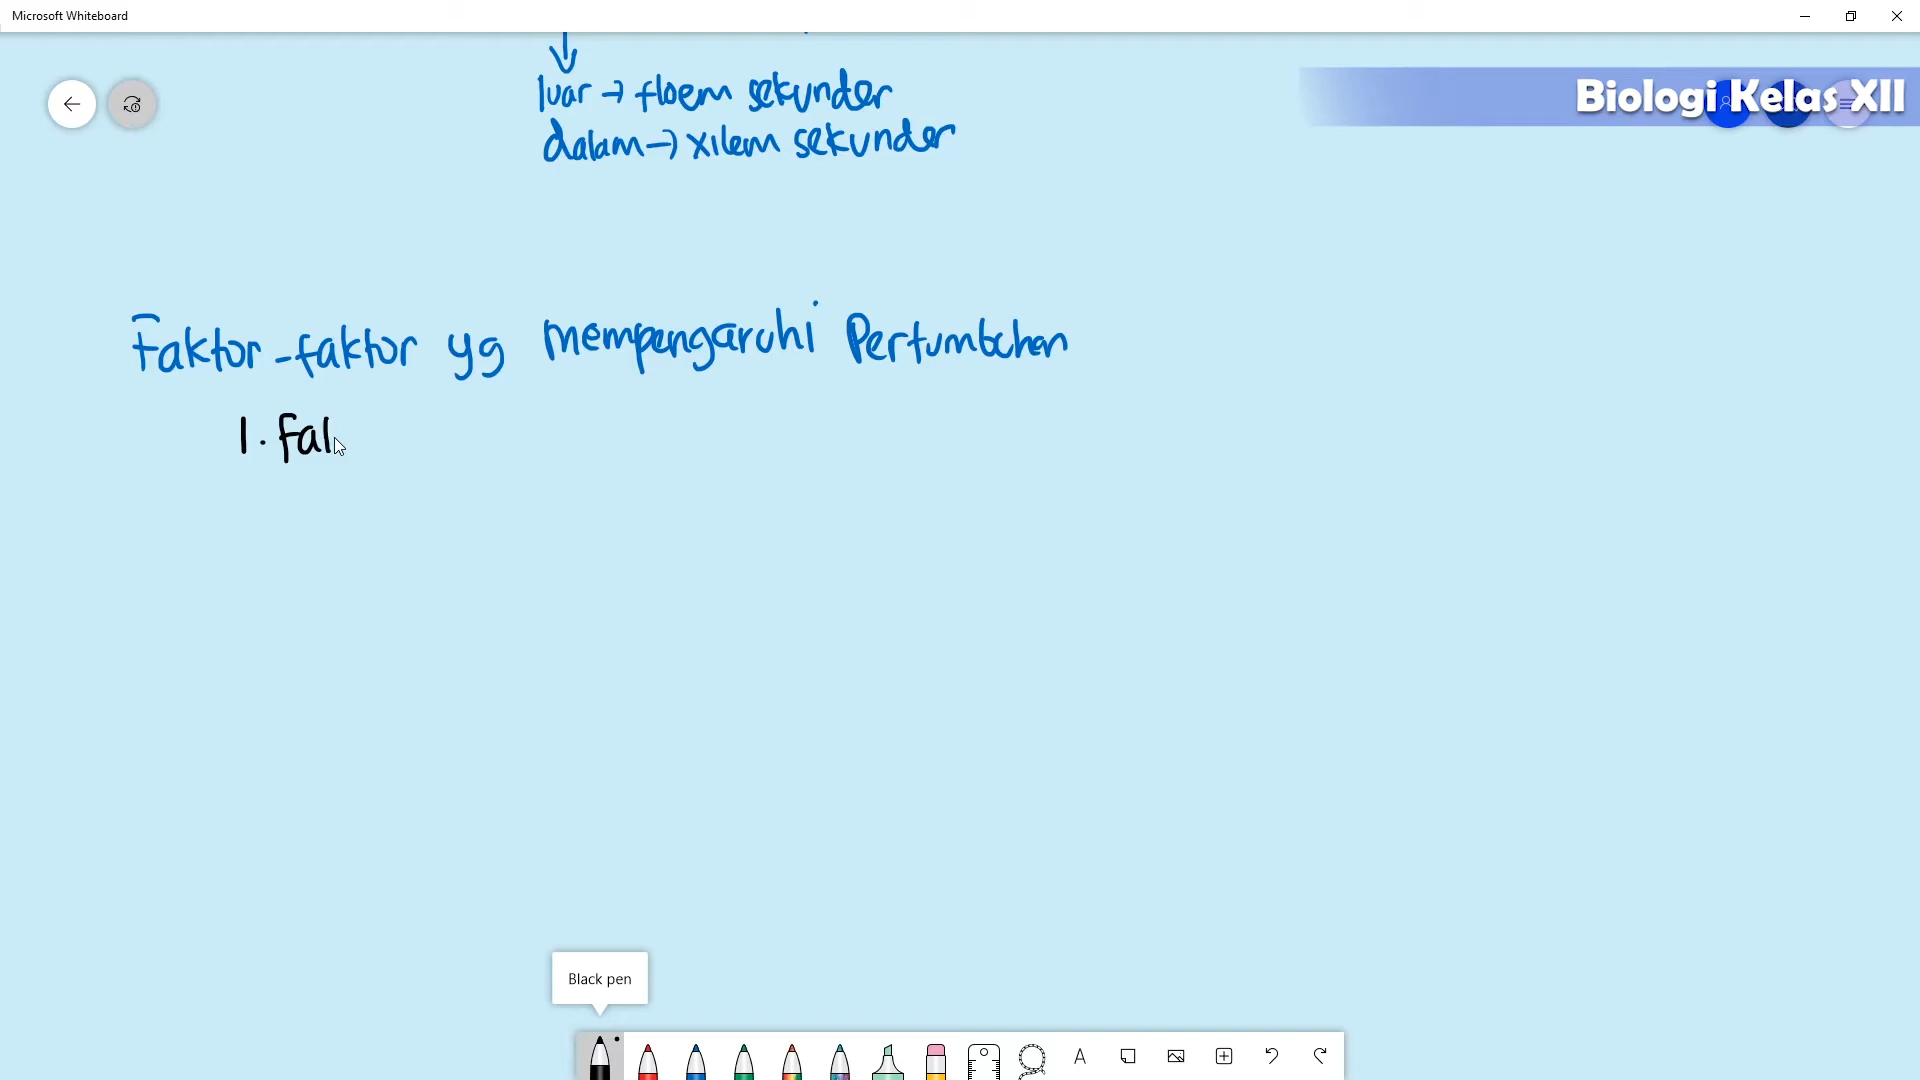 Microsoft Whiteboard
luar → floem sekunder
dalam → xilem sekunder
Biologi Kelas XII
Faktor-faktor yg mempengaruhi Pertumbuhan
1. Fal
Black pen
A